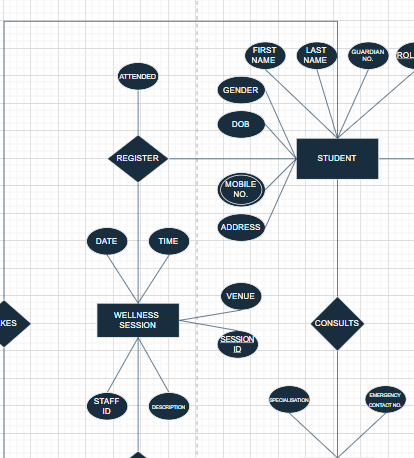 FIRST
NAME
LAST
NAME
GUARDIAN
NO.
ROL
ATTENDED
GENDER
DOB
REGISTER
STUDENT
MOBILE
NO.
ADDRESS
DATE
TIME
VENUE
WELLNESS
SESSION
KES
CONSULTS
SESSION
ID
STAFF
ID
DESCRIPTION
SPECIALISATION
EMERGENCY
CONTACT NO.